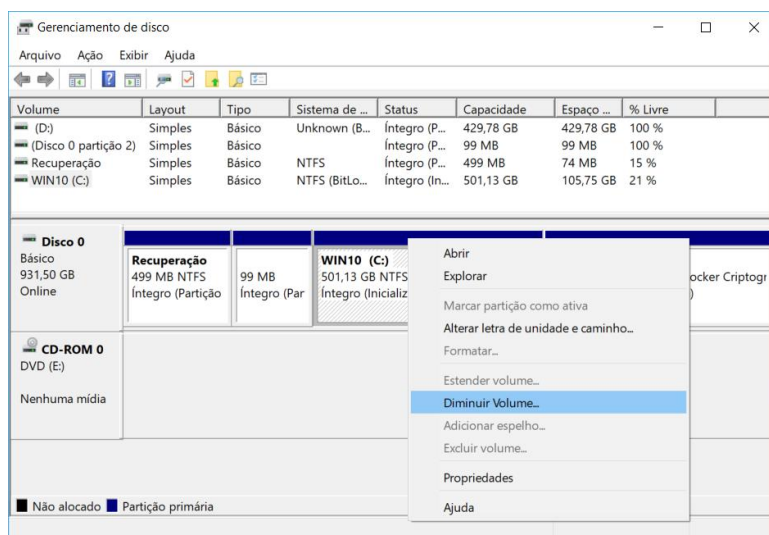 Gerenciamento de disco
Arquivo Ação Exibir Ajuda
Volume Layout Tipo Sistema de ... Status Capacidade Espaço ... % Livre
(D:) Simples Básico Unknown (B... Íntegro (P... 429,78 GB 429,78 GB 100 %
(Disco 0 partição 2) Simples Básico Íntegro (P... 99 MB 99 MB 100 %
Recuperação Simples Básico NTFS Íntegro (P... 499 MB 74 MB 15 %
WIN10 (C:) Simples Básico NTFS (BitLo... Íntegro (In... 501,13 GB 105,75 GB 21 %
Disco 0
Básico
931,50 GB
Online
Recuperação
499 MB NTFS
Íntegro (Partição
99 MB
Íntegro (Par
WIN10 (C:)
501,13 GB NTFS
Íntegro (Inicializ
ocker Criptogr
)
Abrir
Explorar
Marcar partição como ativa
Alterar letra de unidade e caminho...
Formatar...
Estender volume...
Diminuir Volume...
Adicionar espelho...
Excluir volume...
Propriedades
Ajuda
CD-ROM 0
DVD (E:)
Nenhuma mídia
Não alocado Partição primária